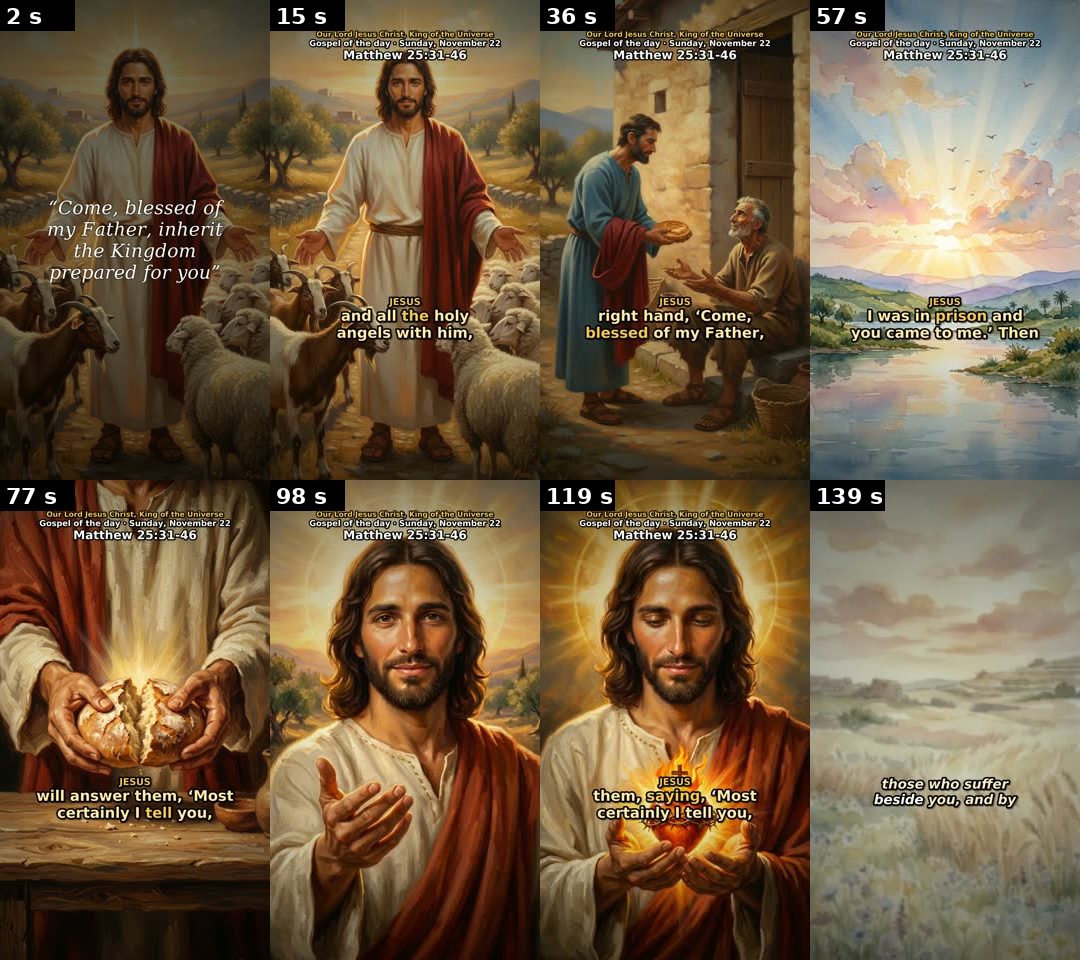 2 s
“Come, blessed of
my Father, inherit
the Kingdom
prepared for you”
15 s
Our Lord Jesus Christ, King of the Universe
Gospel of the day · Sunday, November 22
Matthew 25:31-46
JESUS
and all the holy
angels with him,
36 s
Our Lord Jesus Christ, King of the Universe
Gospel of the day · Sunday, November 22
Matthew 25:31-46
JESUS
right hand, ‘Come,
blessed of my Father,
57 s
Our Lord Jesus Christ, King of the Universe
Gospel of the day · Sunday, November 22
Matthew 25:31-46
JESUS
I was in prison and
you came to me.’ Then
77 s
Our Lord Jesus Christ, King of the Universe
Gospel of the day · Sunday, November 22
Matthew 25:31-46
JESUS
will answer them, ‘Most
certainly I tell you,
98 s
Our Lord Jesus Christ, King of the Universe
Gospel of the day · Sunday, November 22
Matthew 25:31-46
119 s
Our Lord Jesus Christ, King of the Universe
Gospel of the day · Sunday, November 22
Matthew 25:31-46
JESUS
them, saying, ‘Most
certainly I tell you,
139 s
those who suffer
beside you, and by